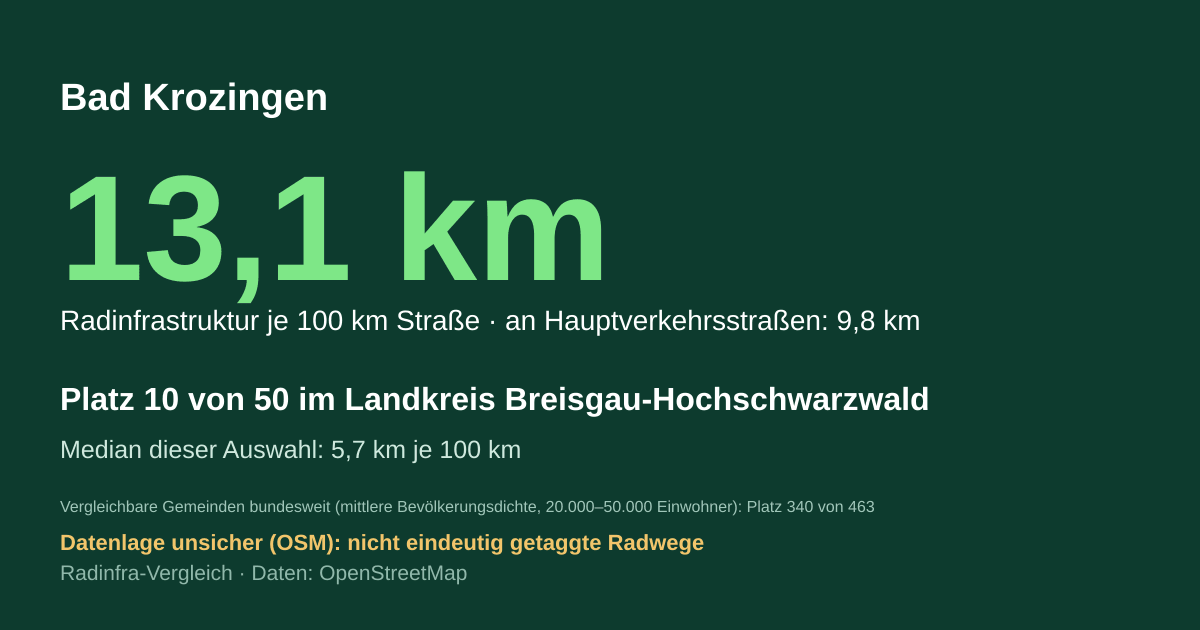 Bad Krozingen
13,1 km
Radinfrastruktur je 100 km Straße · an Hauptverkehrsstraßen: 9,8 km
Platz 10 von 50 im Landkreis Breisgau-Hochschwarzwald
Median dieser Auswahl: 5,7 km je 100 km
Vergleichbare Gemeinden bundesweit (mittlere Bevölkerungsdichte, 20.000–50.000 Einwohner): Platz 340 von 463
Datenlage unsicher (OSM): nicht eindeutig getaggte Radwege
Radinfra-Vergleich · Daten: OpenStreetMap